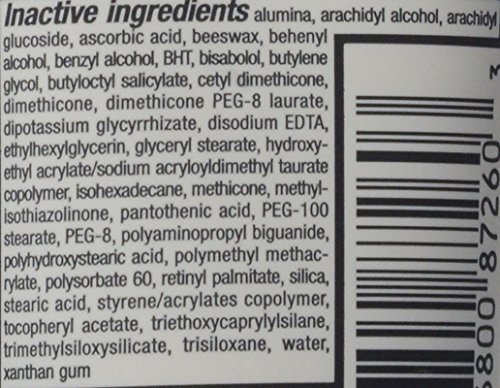 Inactive ingredients alumina, arachidyl alcohol, arachidyl
glucoside, ascorbic acid, beeswax, behenyl
alcohol, benzyl alcohol, BHT, bisabolol, butylene
glycol, butyloctyl salicylate, cetyl dimethicone,
dimethicone, dimethicone PEG-8 laurate,
dipotassium glycyrrhizate, disodium EDTA,
ethylhexylglycerin, glyceryl stearate, hydroxy-
ethyl acrylate/sodium acryloyldimethyl taurate
copolymer, isohexadecane, methicone, methyl-
isothiazolinone, pantothenic acid, PEG-100
stearate, PEG-8, polyaminopropyl biguanide,
polyhydroxystearic acid, polymethyl methac-
rylate, polysorbate 60, retinyl palmitate, silica,
stearic acid, styrene/acrylates copolymer,
tocopheryl acetate, triethoxycaprylylsilane,
trimethylsiloxysilicate, trisiloxane, water,
xanthan gum
6800 87260
3